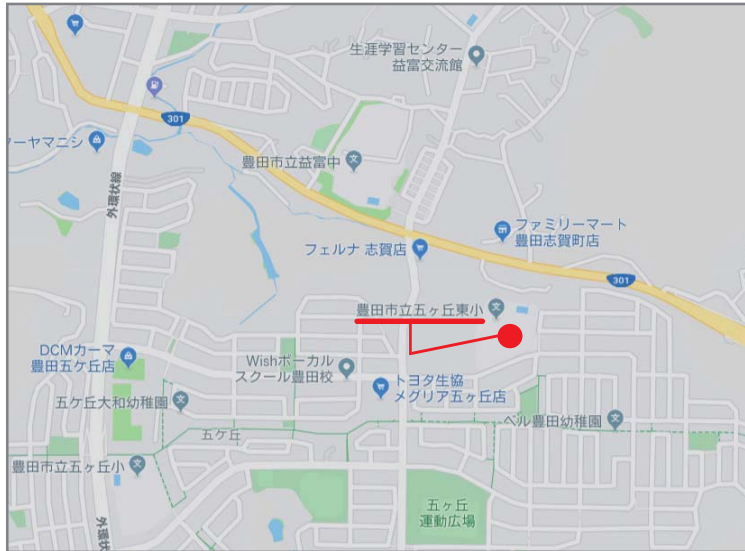 生涯学習センター
益富交流館
301
ーヤマニシ
外環状線
豊田市立益富中
ファミリーマート
豊田志賀町店
フェルナ 志賀店
301
豊田市立五ケ丘東小
DCMカーマ
豊田五ケ丘店
Wishボーカル
スクール豊田校
トヨタ生協
メグリア五ヶ丘店
五ケ丘大和幼稚園
ベル豊田幼稚園
五ケ丘
豊田市立五ヶ丘小
五ヶ丘
運動広場
外環状